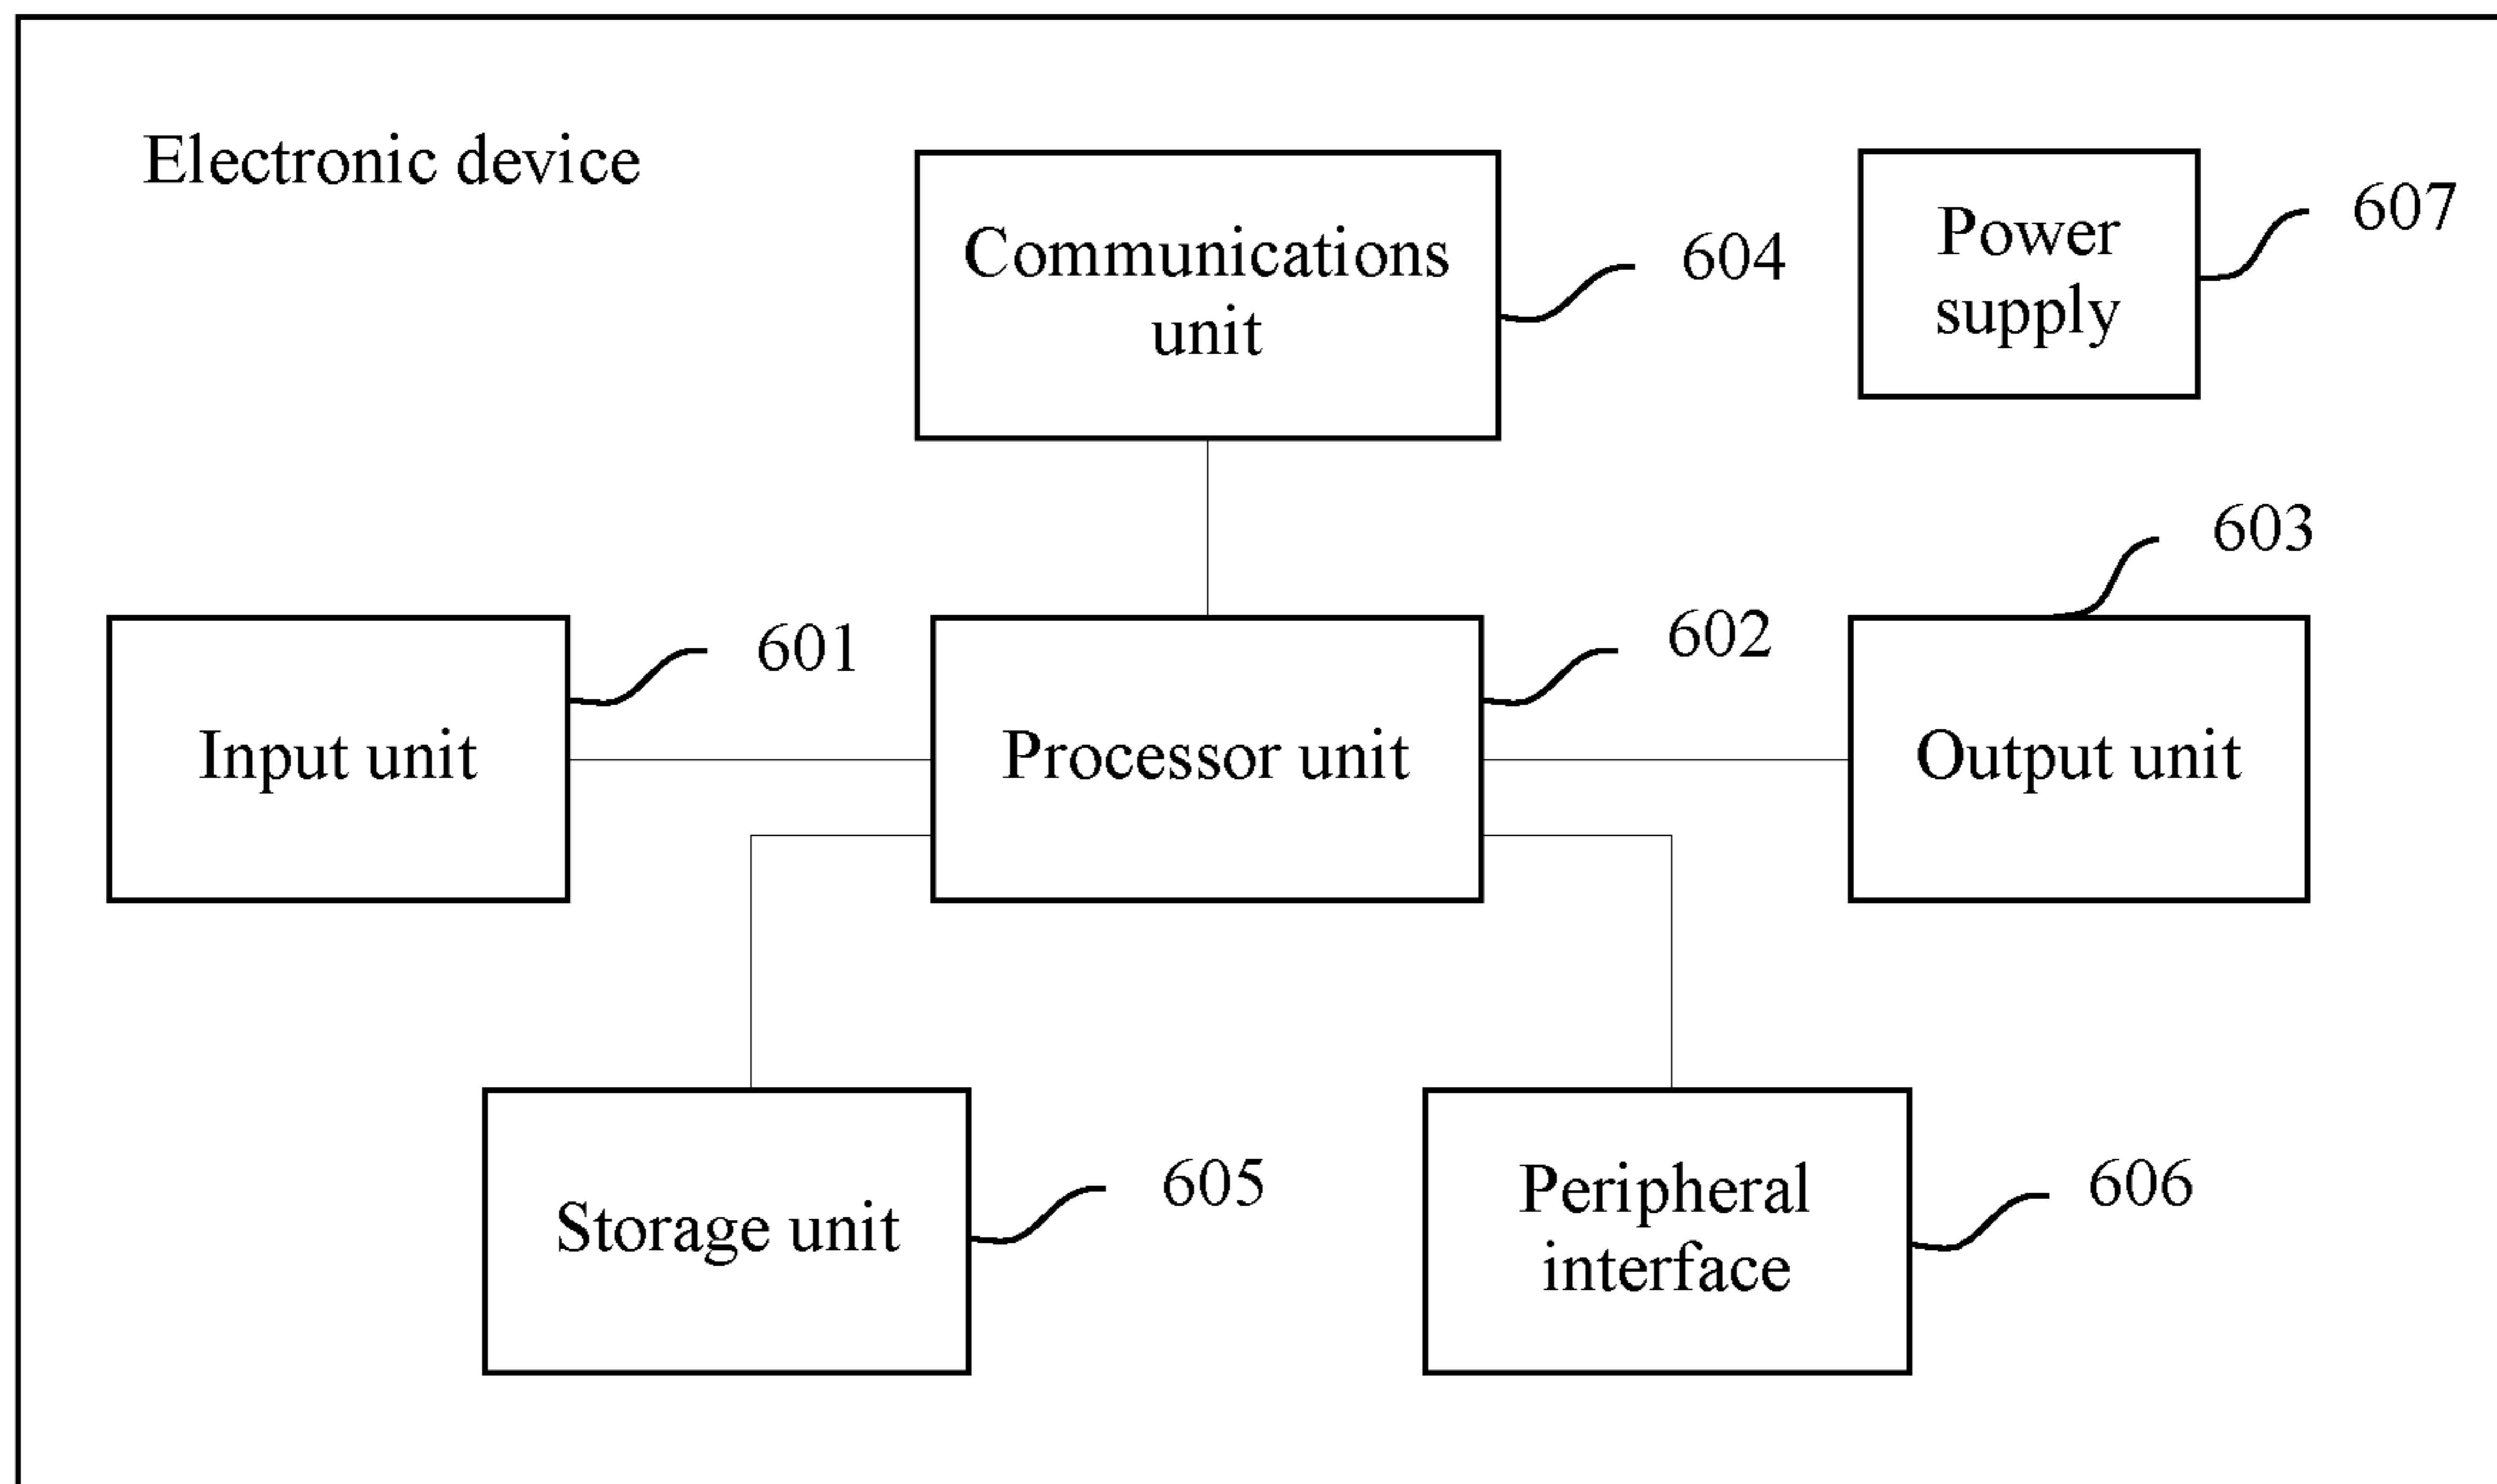 Electronic device
Communications
unit
604
Power
supply
607
603
Input unit
601
Processor unit
602
Output unit
Storage unit
605
Peripheral
interface
606